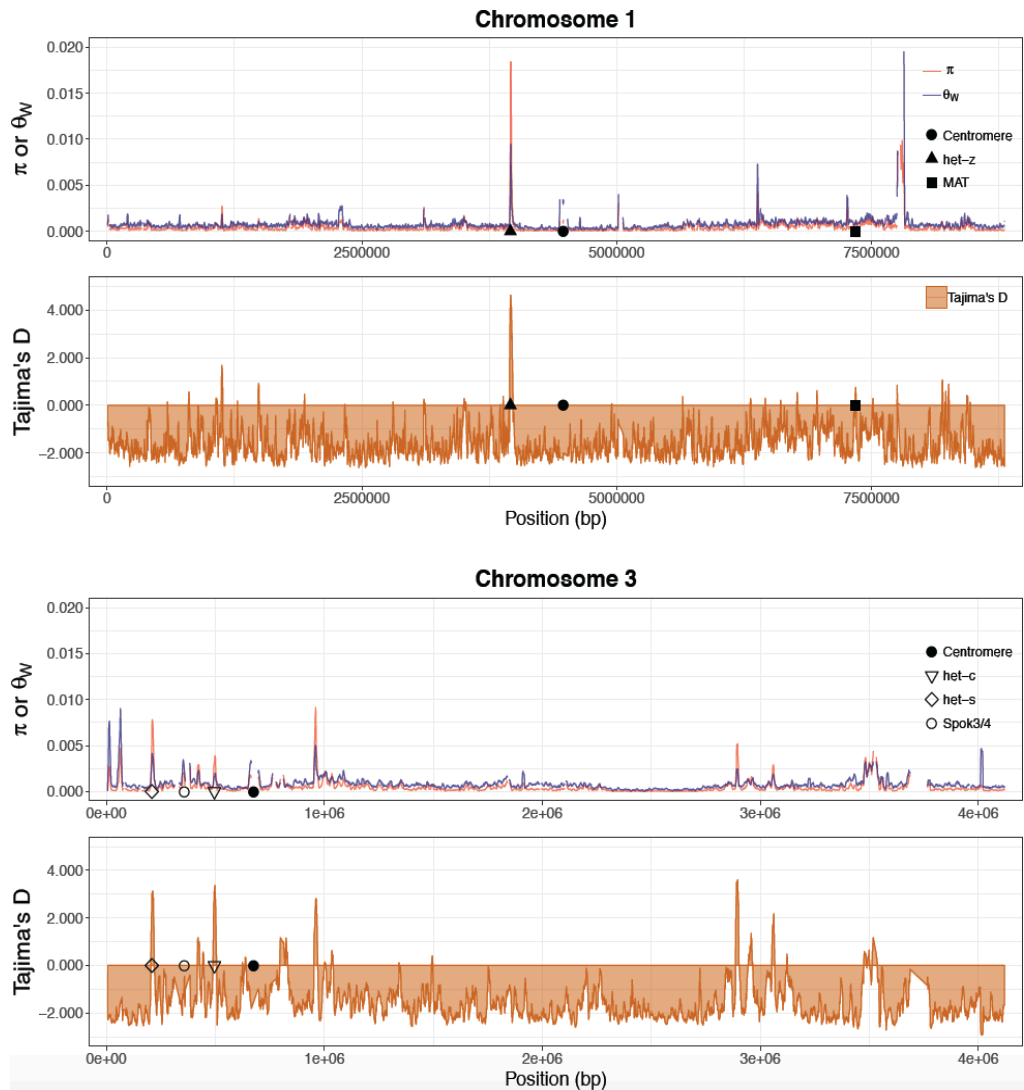 Chromosome 1
π or θW
0.020
0.015
0.010
0.005
0.000
π
θW
Centromere
het–z
MAT
0 2500000 5000000 7500000
Tajima's D
4.000
2.000
0.000
−2.000
Tajima's D
0 2500000 5000000 7500000
Position (bp)
Chromosome 3
π or θW
0.020
0.015
0.010
0.005
0.000
Centromere
het–c
het–s
Spok3/4
0e+00 1e+06 2e+06 3e+06 4e+06
Tajima's D
4.000
2.000
0.000
−2.000
0e+00 1e+06 2e+06 3e+06 4e+06
Position (bp)